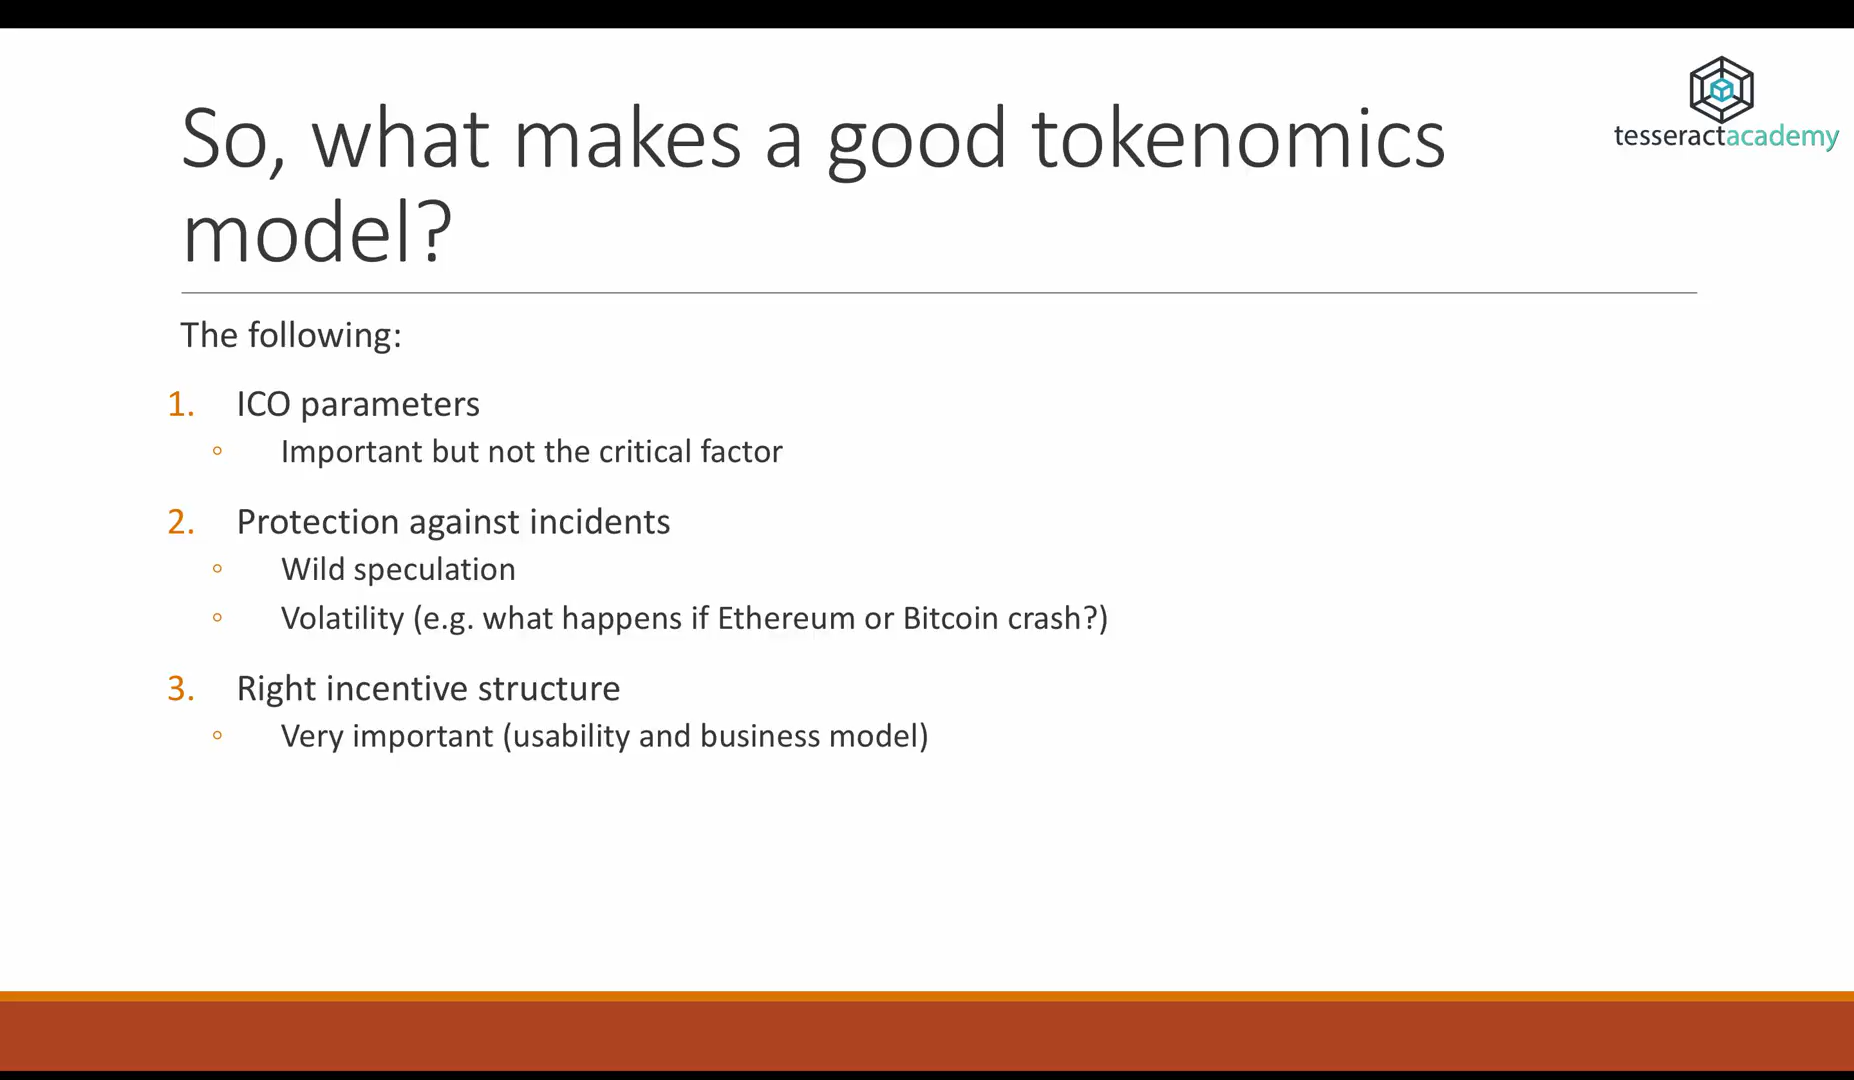 So, what makes a good tokenomics
model?
tesseractacademy
The following:
1. ICO parameters
◦ Important but not the critical factor
2. Protection against incidents
◦ Wild speculation
◦ Volatility (e.g. what happens if Ethereum or Bitcoin crash?)
3. Right incentive structure
◦ Very important (usability and business model)